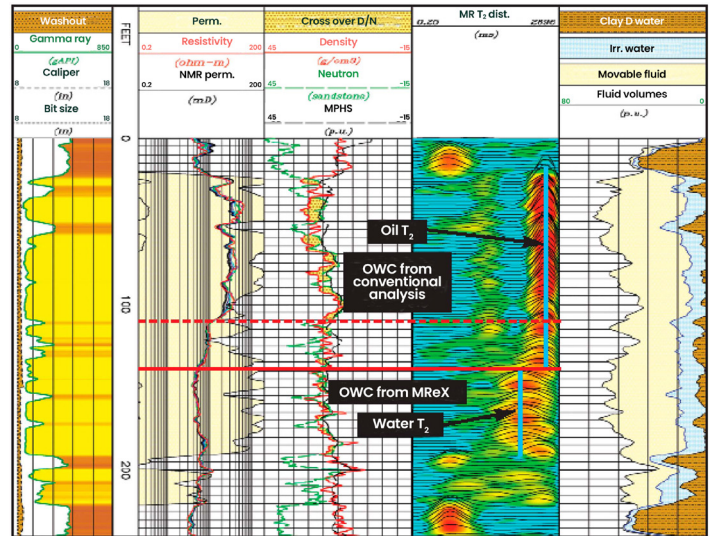 Washout
Gamma ray
0 850
(gAPI)
Caliper
8 18
(in)
Bit size
8 18
(in)
FEET
Perm.
Resistivity
0.2 200
(ohm-m)
NMR perm.
0.2 200
(mD)
Cross over D/N
Density
45 -15
(g/cm3)
Neutron
45 -15
(sandstone)
MPHS
45 -15
(p.u.)
MR T2 dist.
(ms)
Clay D water
Irr. water
Movable fluid
Fluid volumes
80 0
(p.u.)
0
100
200
Oil T2
OWC from
conventional
analysis
OWC from MReX
Water T2